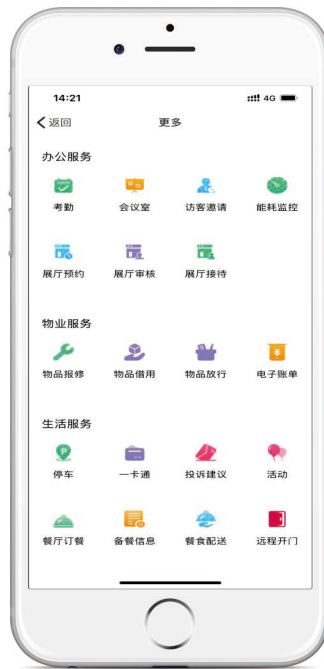 14:21 4G
返回 更多
办公服务
考勤 会议室 访客邀请 能耗监控
展厅预约 展厅审核 展厅接待
物业服务
物品报修 物品借用 物品放行 电子账单
生活服务
P
停车 一卡通 投诉建议 活动
餐厅订餐 备餐信息 餐食配送 远程开门